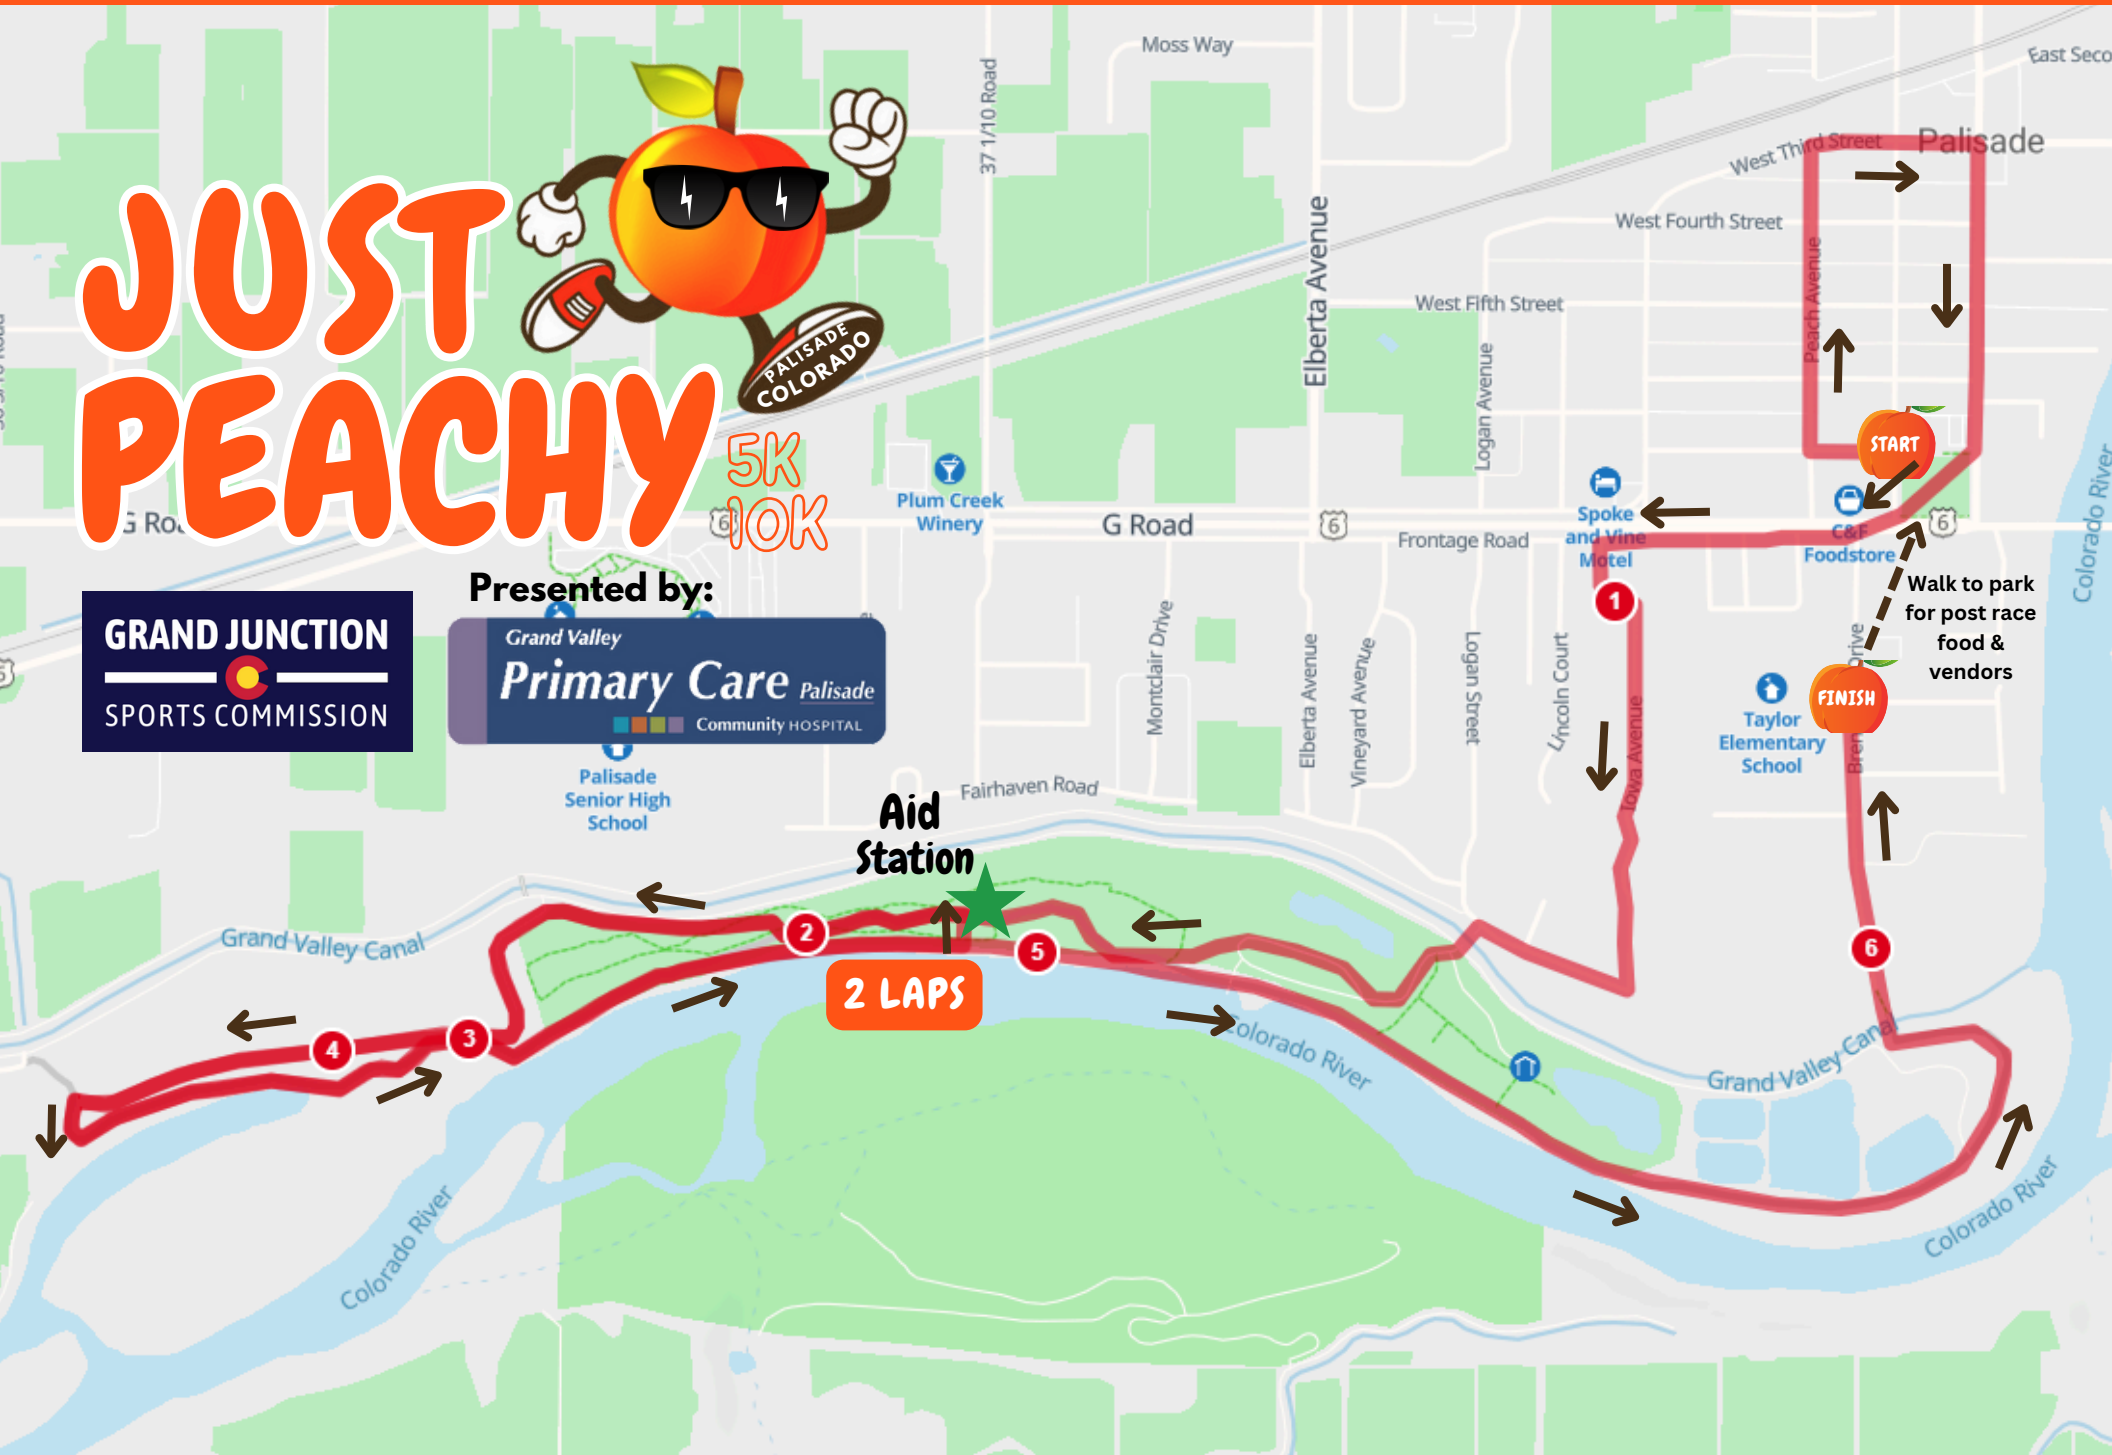 JUST
PEACHY
5K
10K
PALISADE
COLORADO
Presented by:
GRAND JUNCTION
SPORTS COMMISSION
Grand Valley
Primary Care Palisade
Community HOSPITAL
Moss Way
37 1/10 Road
East Seco
West Third Street
Palisade
West Fourth Street
West Fifth Street
Elberta Avenue
Logan Avenue
Peach Avenue
START
Plum Creek
Winery
G Road
6
G Road
6
Frontage Road
Spoke
and Vine
Motel
C&F
Foodstore
6
Colorado River
Walk to park
for post race
food &
vendors
FINISH
Drive
1
Iowa Avenue
Taylor
Elementary
School
Montclair Drive
Elberta Avenue
Vineyard Avenue
Logan Street
Lincoln Court
Palisade
Senior High
School
Fairhaven Road
Aid
Station
2
5
2 LAPS
3
4
6
Grand Valley Canal
Colorado River
Grand Valley Canal
Colorado River
Colorado River